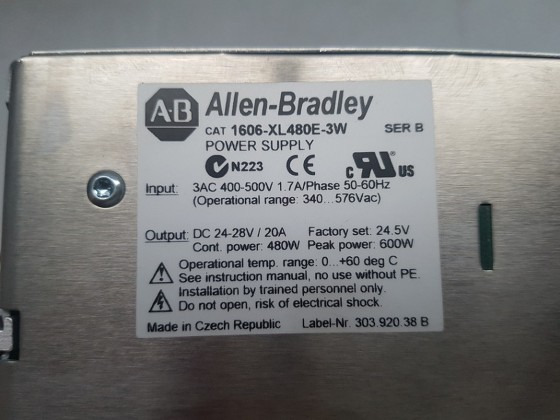 AB Allen-Bradley
CAT 1606-XL480E-3W SER B
POWER SUPPLY
N223 CE c UL US
Input: 3AC 400-500V 1.7A/Phase 50-60Hz
(Operational range: 340...576Vac)
Output: DC 24-28V / 20A Factory set: 24.5V
Cont. power: 480W Peak power: 600W
Operational temp. range: 0...+60 deg C
See instruction manual, no use without PE.
Installation by trained personnel only.
Do not open, risk of electrical shock.
Made in Czech Republic Label-Nr. 303.920.38 B